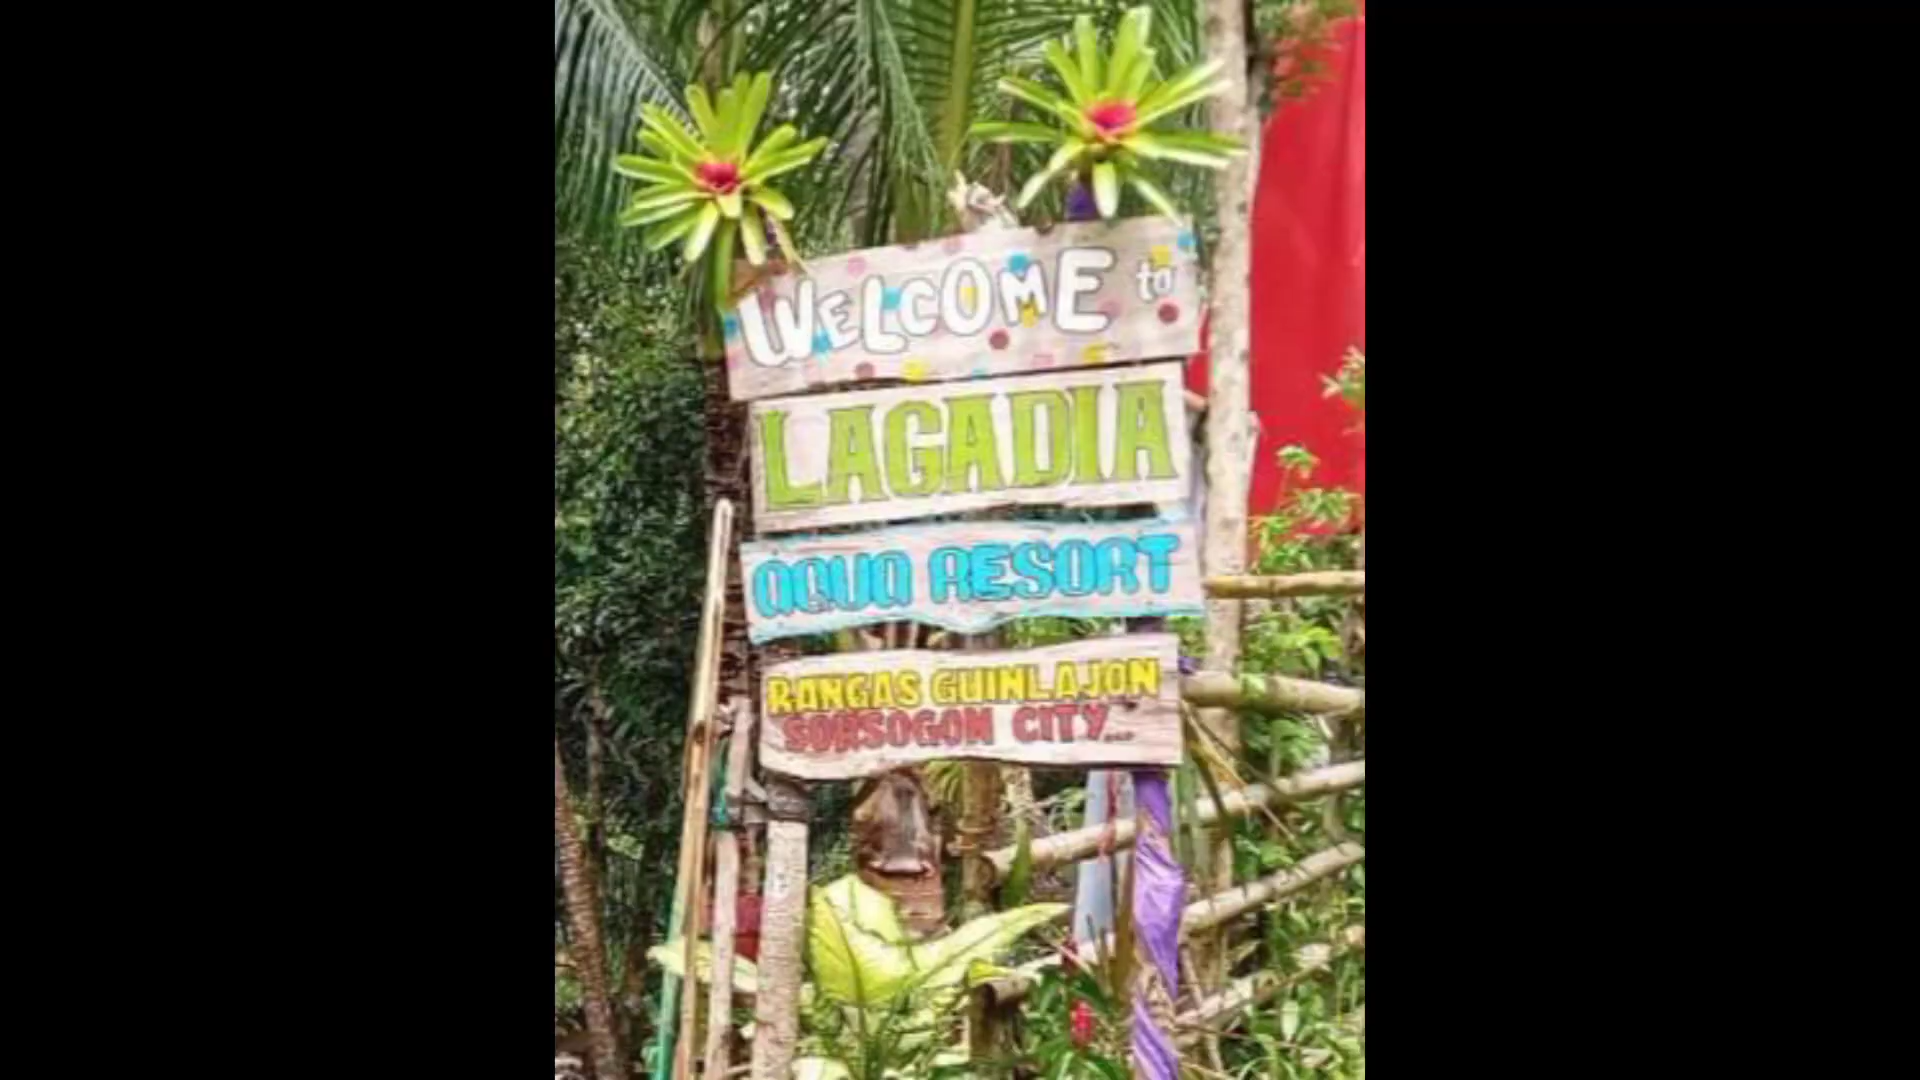 WELCOME to
LAGADIA
AQUA RESORT
RANGAS GUINLAJON
SORSOGON CITY...